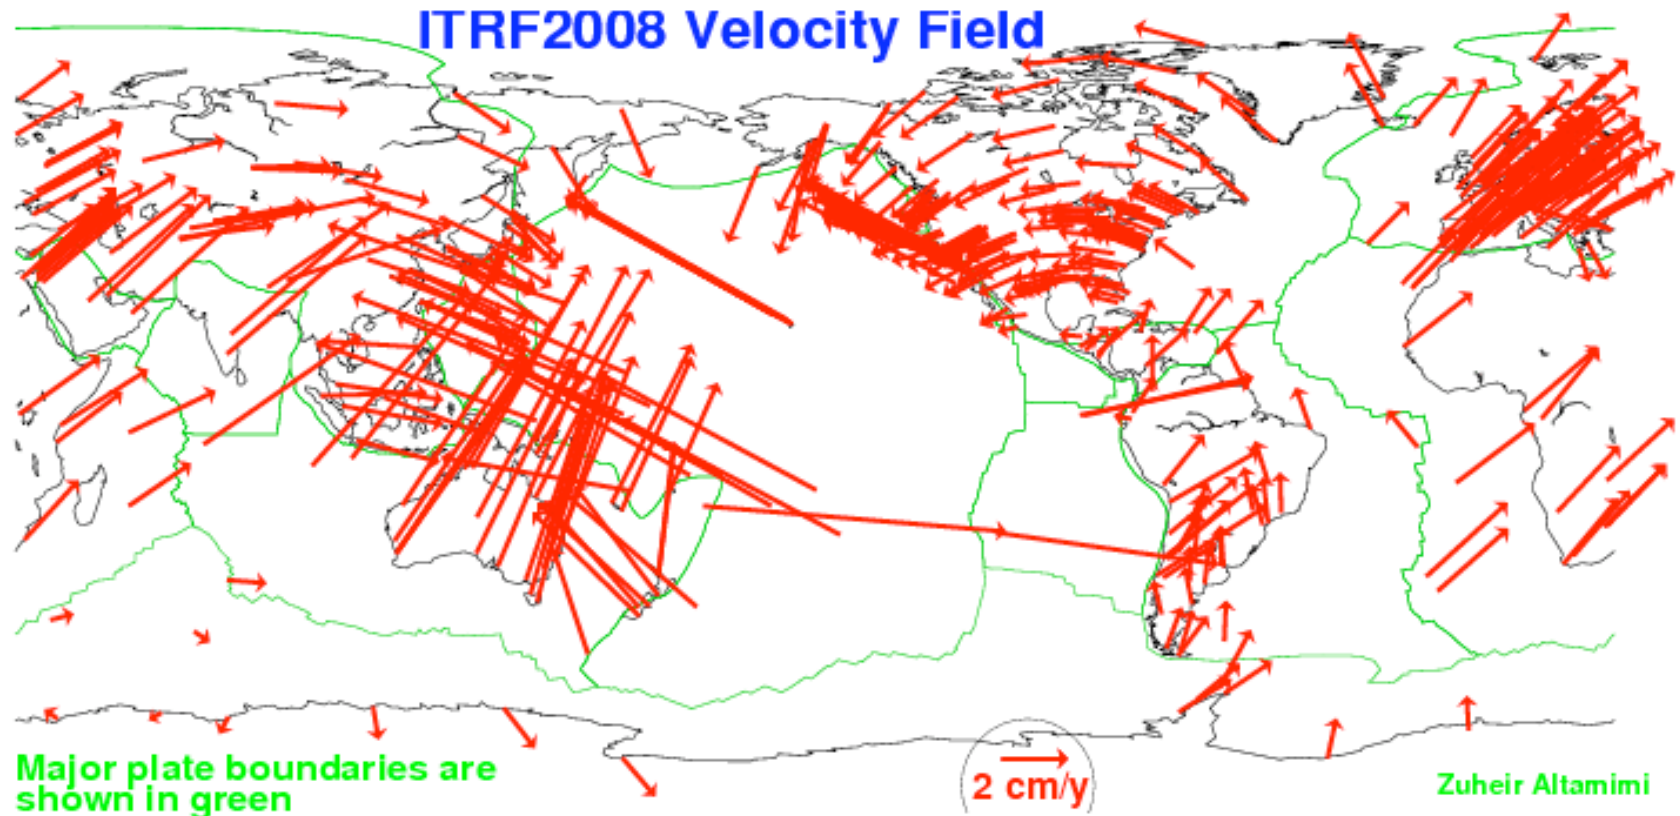 ITRF2008 Velocity Field
Major plate boundaries are
shown in green
2 cm/y
Zuheir Altamimi